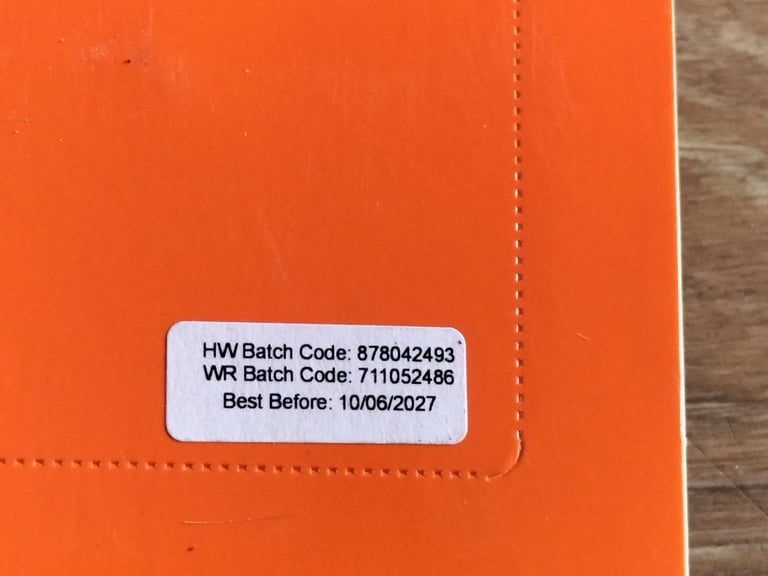 HW Batch Code: 878042493
WR Batch Code: 711052486
Best Before: 10/06/2027